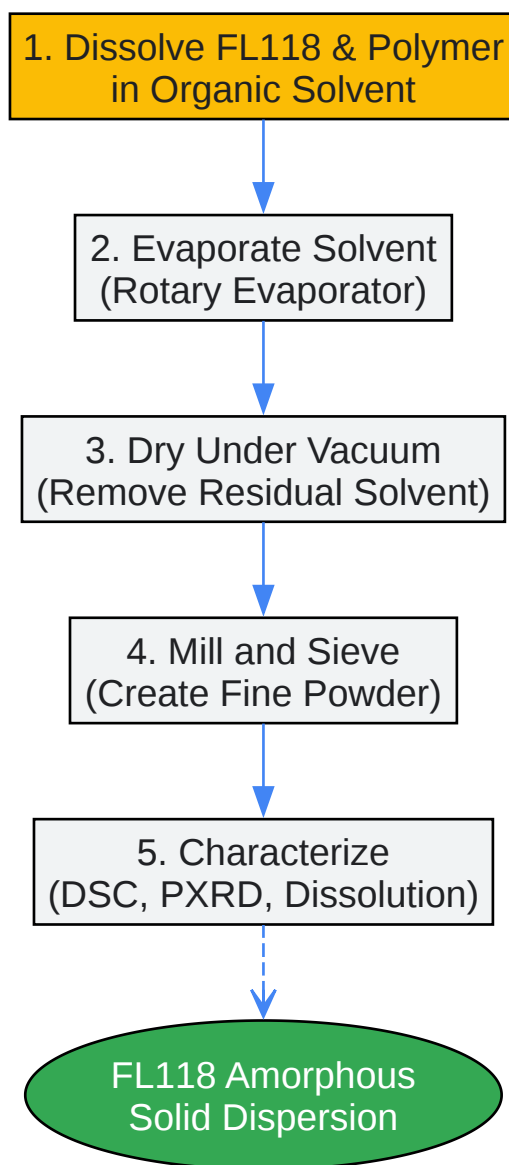 1. Dissolve FL118 & Polymer
in Organic Solvent
2. Evaporate Solvent
(Rotary Evaporator)
3. Dry Under Vacuum
(Remove Residual Solvent)
4. Mill and Sieve
(Create Fine Powder)
5. Characterize
(DSC, PXRD, Dissolution)
FL118 Amorphous
Solid Dispersion